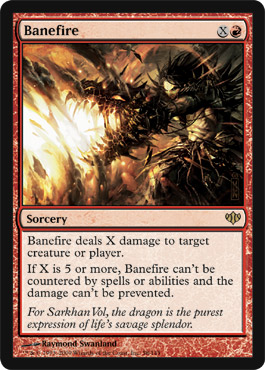 Banefire X
Sorcery
Banefire deals X damage to target
creature or player.
If X is 5 or more, Banefire can't be
countered by spells or abilities and the
damage can't be prevented.
For Sarkhan Vol, the dragon is the purest
expression of life's savage splendor.
Raymond Swanland